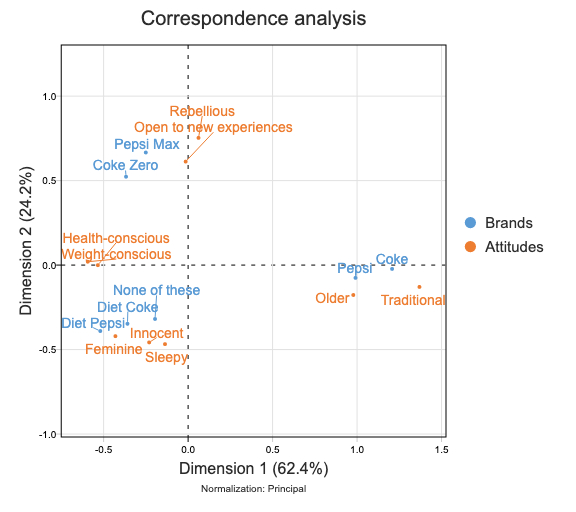 Correspondence analysis
1.0
Rebellious
Open to new experiences
Pepsi Max
Coke Zero
0.5
Brands
Attitudes
Health-conscious
Weight-conscious
Coke
Pepsi
0.0
None of these
Older
Traditional
Diet Coke
Diet Pepsi
Innocent
Feminine
Sleepy
-0.5
-1.0
Dimension 2 (24.2%)
-0.5 0.0 0.5 1.0 1.5
Dimension 1 (62.4%)
Normalization: Principal